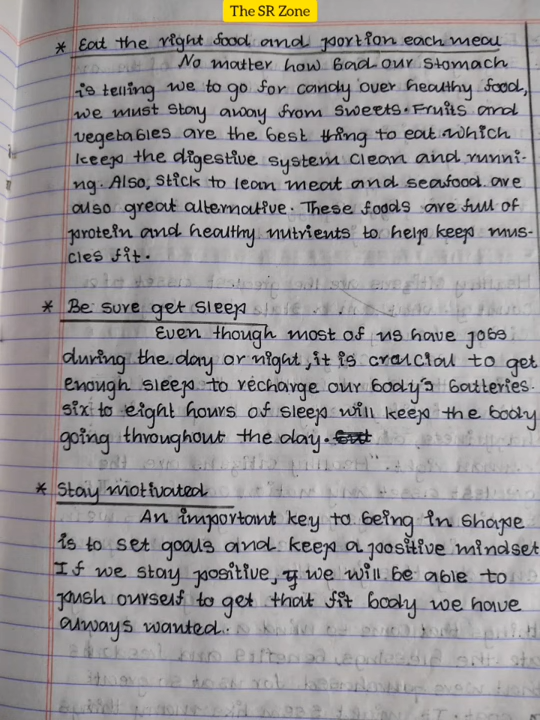 The SR Zone
* Eat the right food and portion each meal
No matter how bad our stomach
is telling we to go for candy over healthy food,
we must stay away from sweets. Fruits and
vegetables are the best thing to eat which
keep the digestive system clean and runni-
ng. Also, stick to lean meat and seafood are
also great alternative. These foods are full of
protein and healthy nutrients to help keep mus-
cles fit.
* Be sure get sleep
Even though most of us have jobs
during the day or night, it is craucial to get
enough sleep to recharge our body's batteries.
six to eight hours of sleep will keep the body
going throughout the day.
* Stay motivated
An important key to being in shape
is to set goals and keep a positive mindset
If we stay positive, we will be able to
push ourself to get that fit body we have
always wanted.